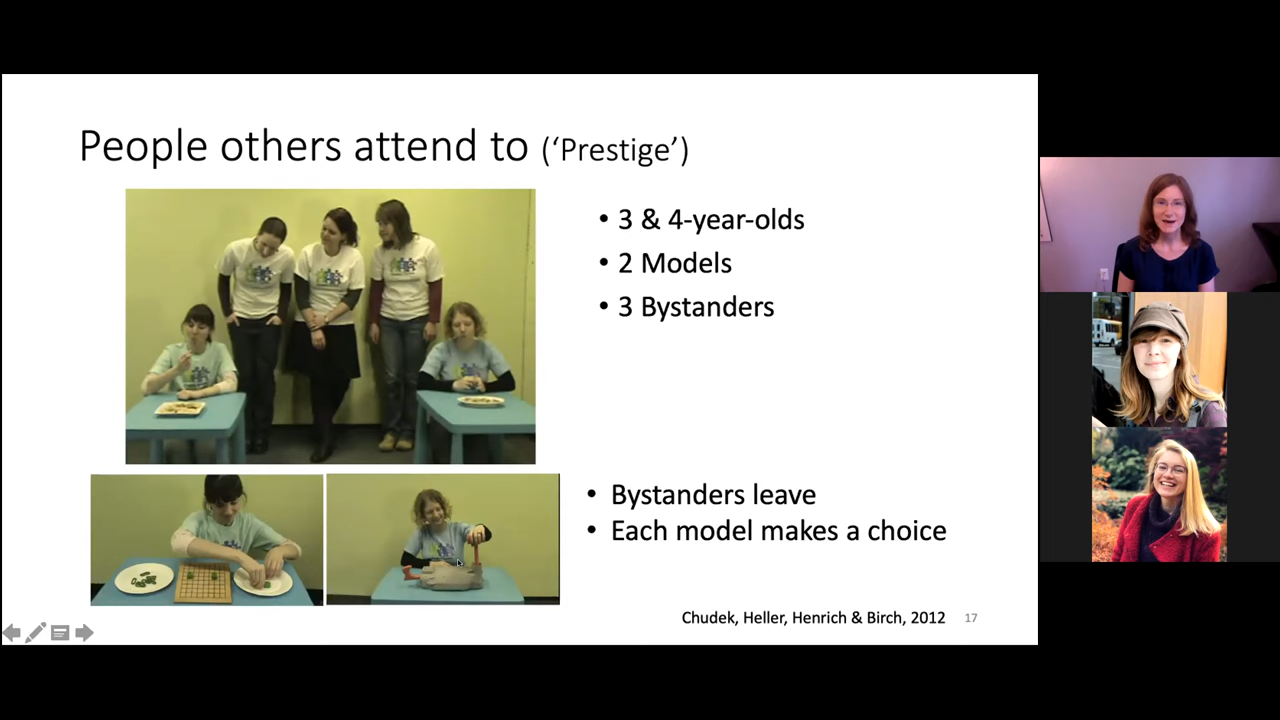 People others attend to (‘Prestige’)
• 3 & 4-year-olds
• 2 Models
• 3 Bystanders
• Bystanders leave
• Each model makes a choice
Chudek, Heller, Henrich & Birch, 2012
17